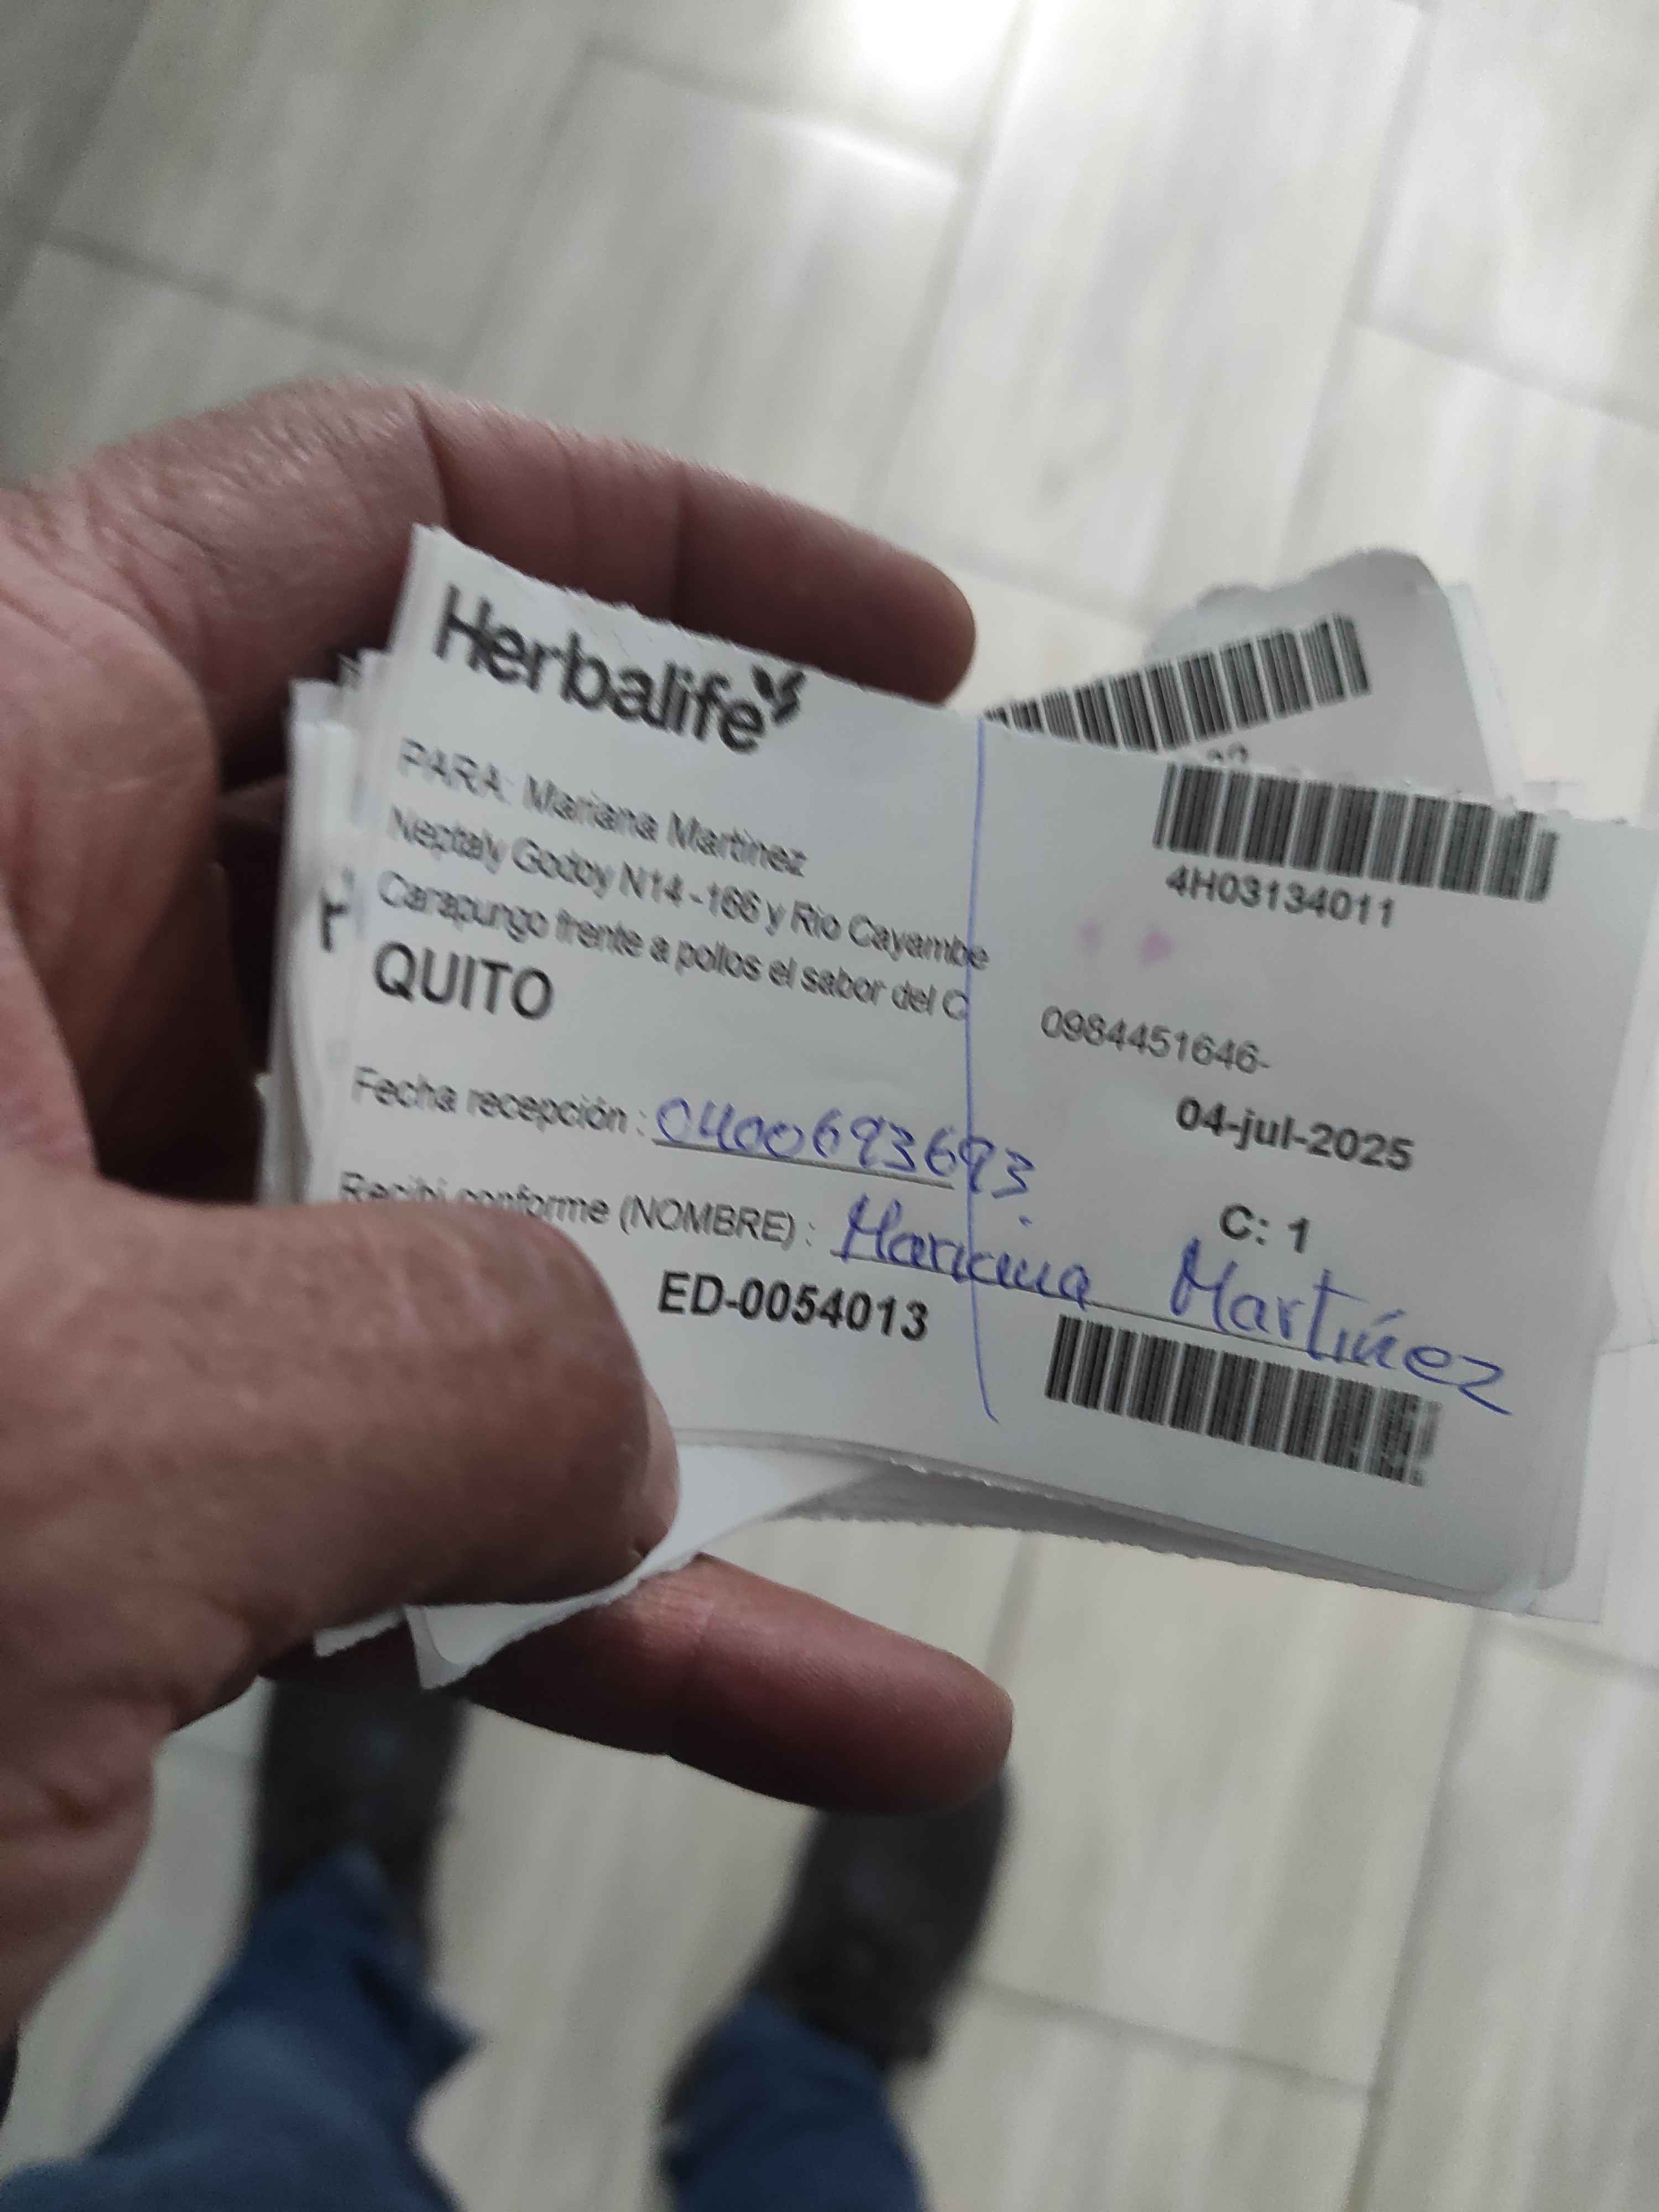 Herbalife
PARA: Mariana Martinez
Neptaly Godoy N14 -166 y Rio Cayambe
Carapungo frente a pollos el sabor del C
QUITO
4H03134011
0984451646-
04-jul-2025
Fecha recepción : 0400693693.
C: 1
Recibi conforme (NOMBRE) : Mariana Martínez
ED-0054013